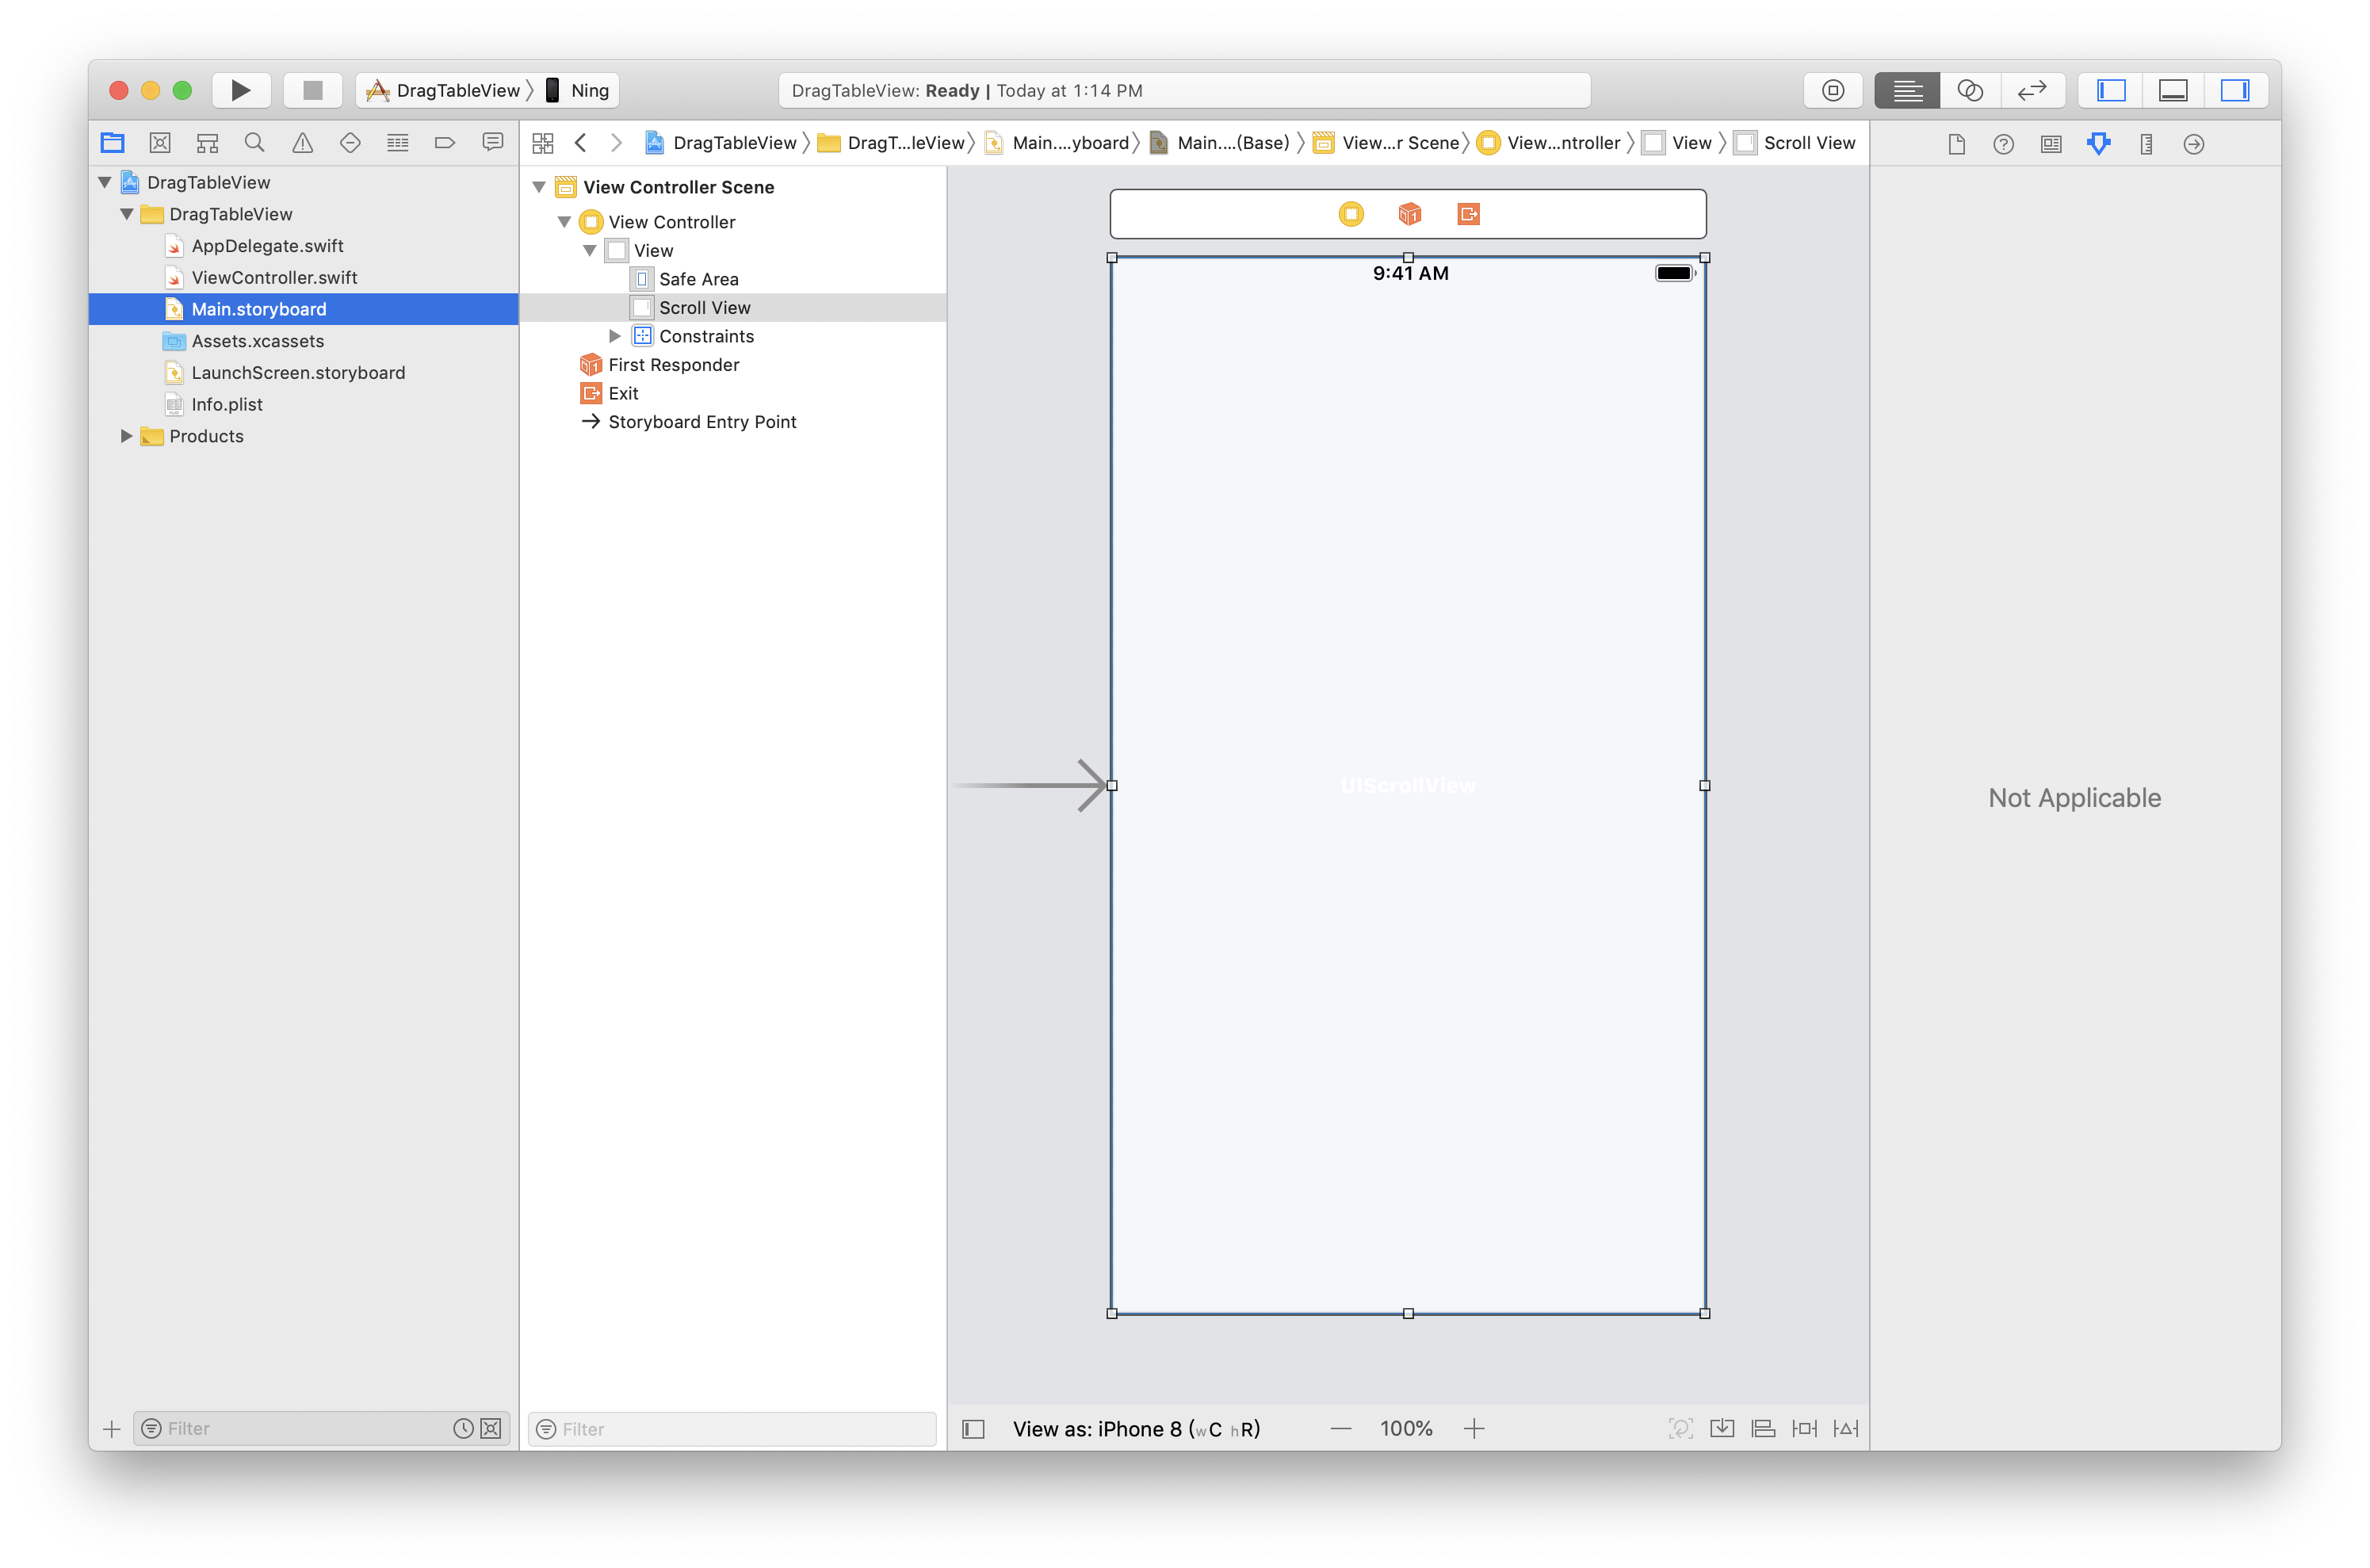 DragTableView 〉 Ning
DragTableView: Ready | Today at 1:14 PM
DragTableView 〉 DragT...leView 〉 Main....yboard 〉 Main....(Base) 〉 View...r Scene 〉 View...ntroller 〉 View 〉 Scroll View
DragTableView
DragTableView
AppDelegate.swift
ViewController.swift
Main.storyboard
Assets.xcassets
LaunchScreen.storyboard
Info.plist
Products
Filter
View Controller Scene
View Controller
View
Safe Area
Scroll View
Constraints
First Responder
Exit
Storyboard Entry Point
Filter
9:41 AM
UIScrollView
View as: iPhone 8 (wC hR)
100%
Not Applicable